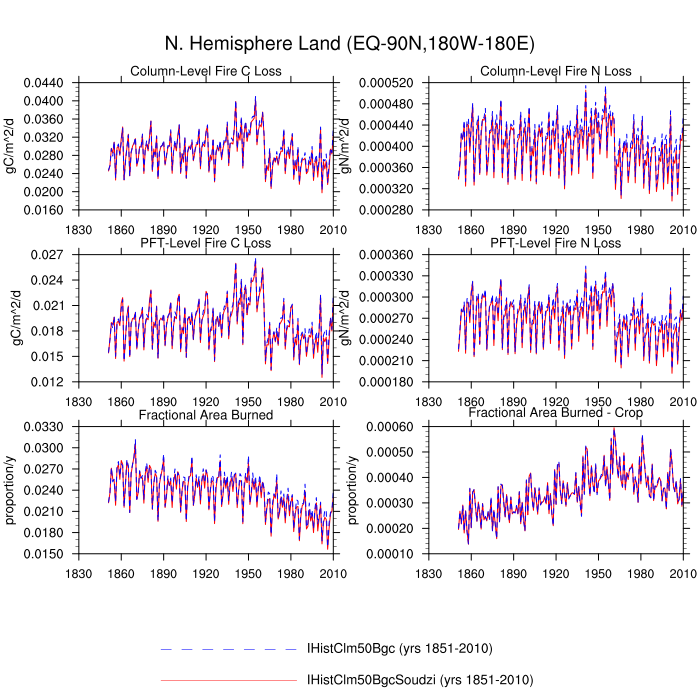 N. Hemisphere Land (EQ-90N,180W-180E)
Column-Level Fire C Loss
gC/m^2/d
0.0440
0.0400
0.0360
0.0320
0.0280
0.0240
0.0200
0.0160
1830 1860 1890 1920 1950 1980 2010
Column-Level Fire N Loss
gN/m^2/d
0.000520
0.000480
0.000440
0.000400
0.000360
0.000320
0.000280
1830 1860 1890 1920 1950 1980 2010
PFT-Level Fire C Loss
gC/m^2/d
0.027
0.024
0.021
0.018
0.015
0.012
1830 1860 1890 1920 1950 1980 2010
PFT-Level Fire N Loss
gN/m^2/d
0.000360
0.000330
0.000300
0.000270
0.000240
0.000210
0.000180
1830 1860 1890 1920 1950 1980 2010
Fractional Area Burned
proportion/y
0.0330
0.0300
0.0270
0.0240
0.0210
0.0180
0.0150
1830 1860 1890 1920 1950 1980 2010
Fractional Area Burned - Crop
proportion/y
0.00060
0.00050
0.00040
0.00030
0.00020
0.00010
1830 1860 1890 1920 1950 1980 2010
IHistClm50Bgc (yrs 1851-2010)
IHistClm50BgcSoudzi (yrs 1851-2010)